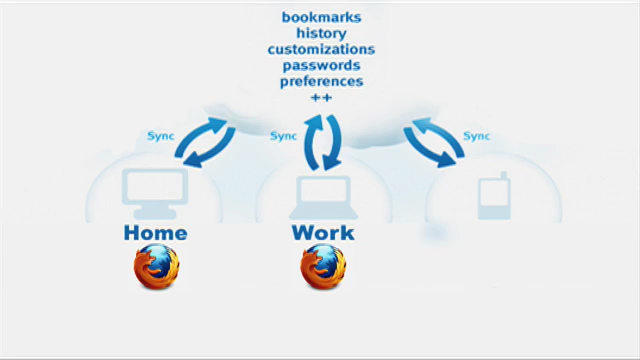 bookmarks
history
customizations
passwords
preferences
++
Sync Sync Sync
Home Work